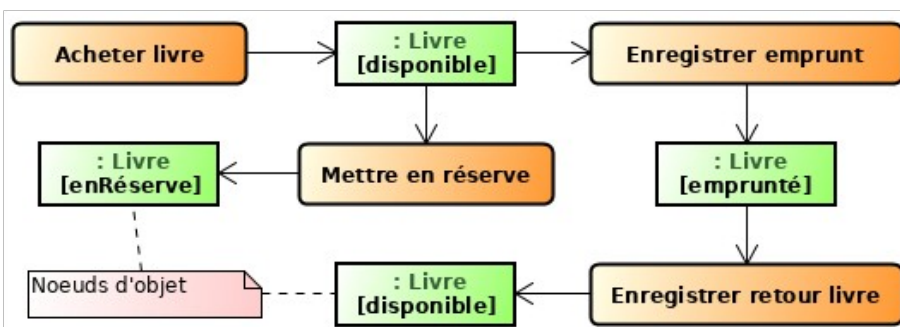 Acheter livre
: Livre
[disponible]
Enregistrer emprunt
: Livre
[enRéserve]
Mettre en réserve
: Livre
[emprunté]
Noeuds d'objet
: Livre
[disponible]
Enregistrer retour livre